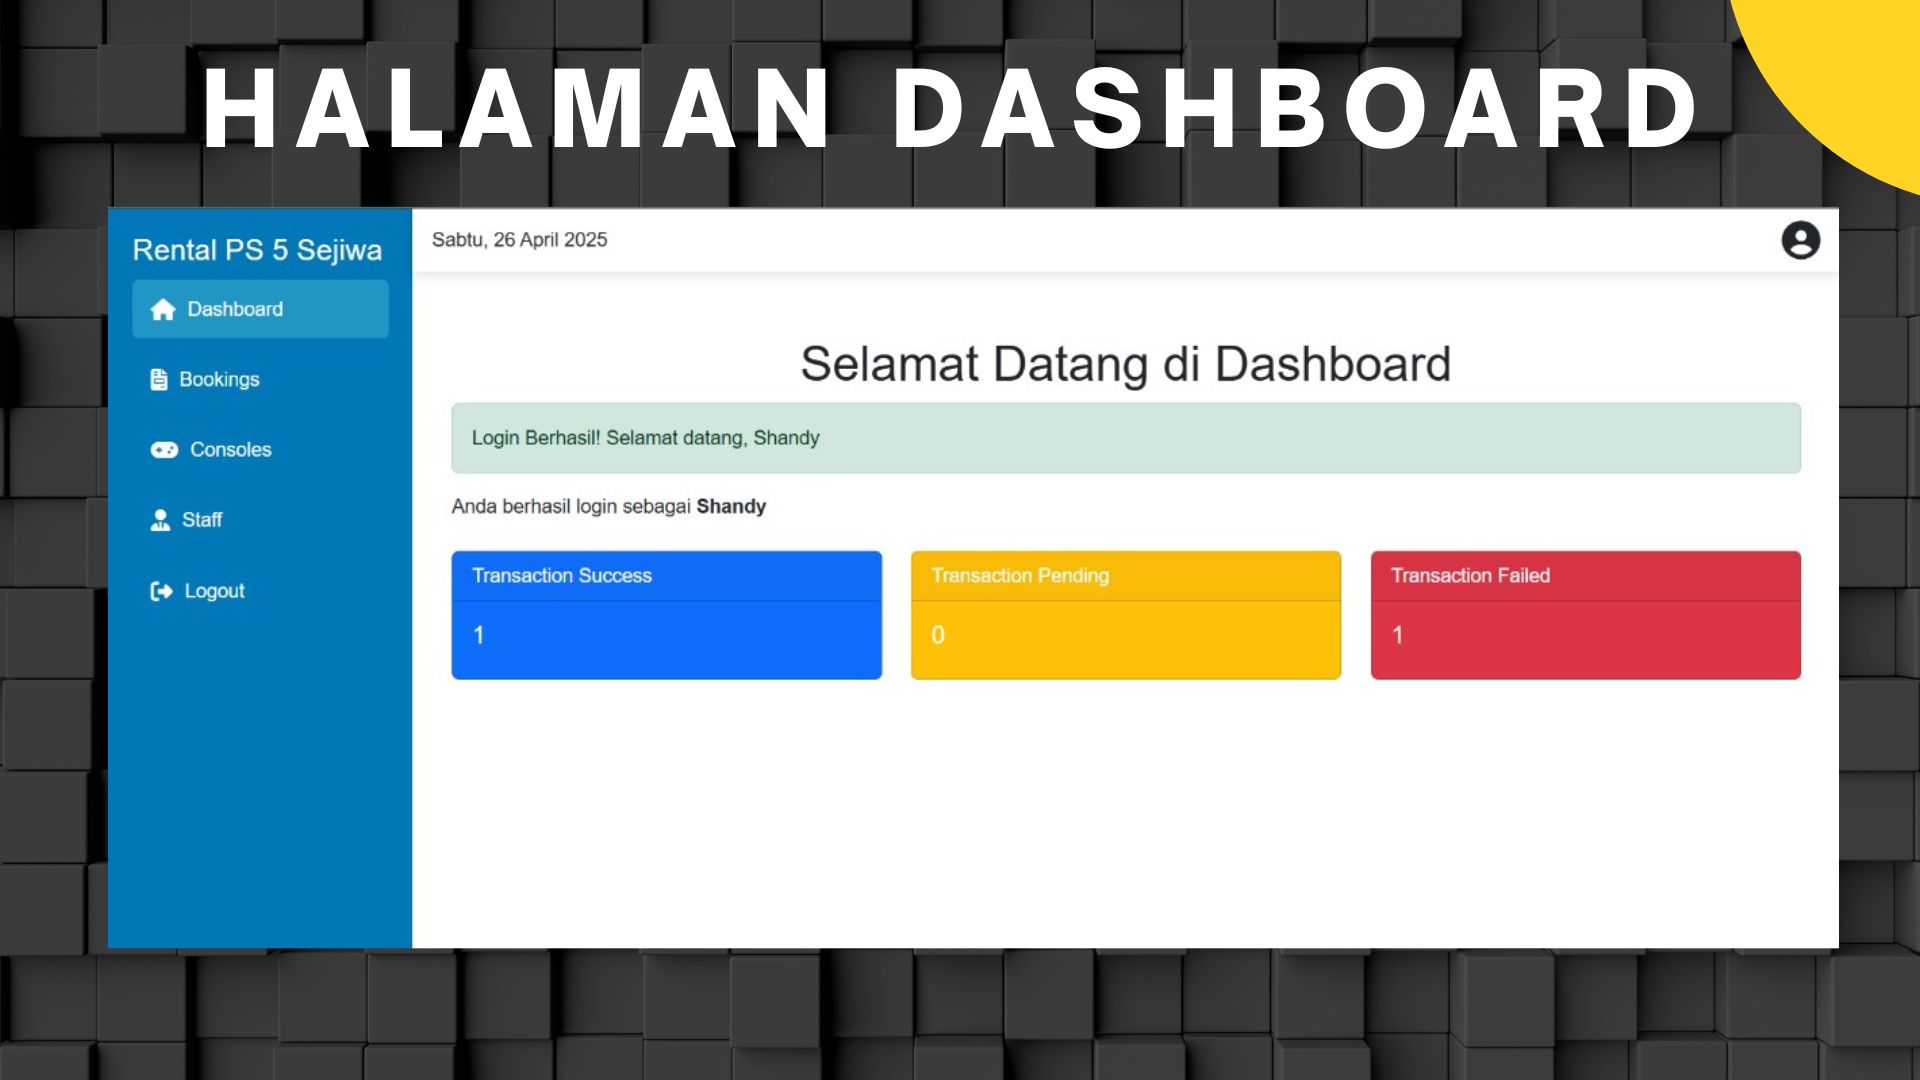 HALAMAN DASHBOARD
Rental PS 5 Sejiwa
Dashboard
Bookings
Consoles
Staff
Logout
Sabtu, 26 April 2025
Selamat Datang di Dashboard
Login Berhasil! Selamat datang, Shandy
Anda berhasil login sebagai Shandy
Transaction Success
1
Transaction Pending
0
Transaction Failed
1